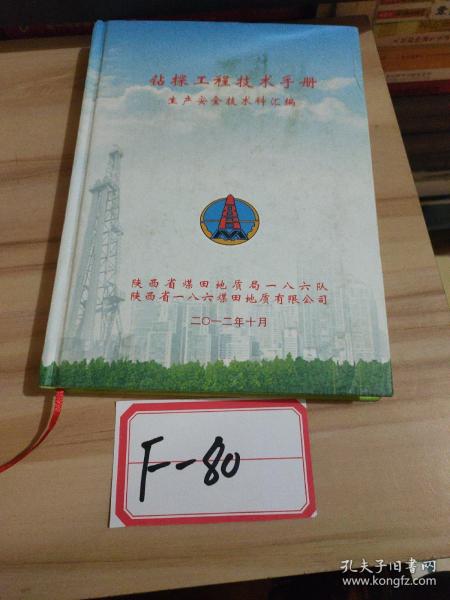 钻探工程技术手册
生产安全技术科汇编
陕西省煤田地质局一八六队
陕西省一八六煤田地质有限公司
二〇一二年十月
F--80
孔夫子旧书网
www.kongfz.com